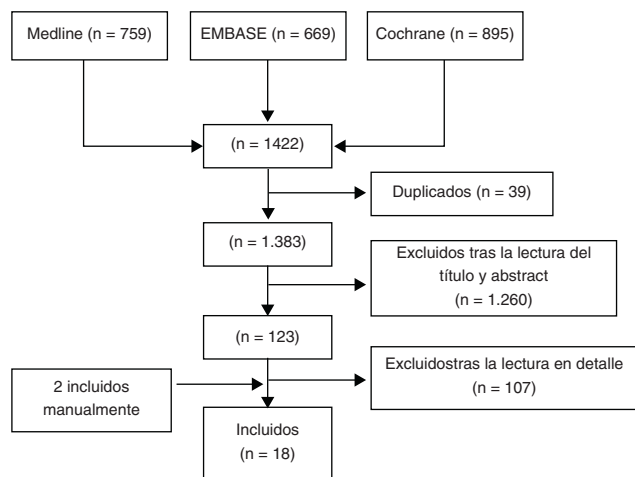 Medline (n = 759)
EMBASE (n = 669)
Cochrane (n = 895)
(n = 1422)
Duplicados (n = 39)
(n = 1.383)
Excluidos tras la lectura del
título y abstract
(n = 1.260)
(n = 123)
Excluidostras la lectura en detalle
(n = 107)
2 incluidos
manualmente
Incluidos
(n = 18)